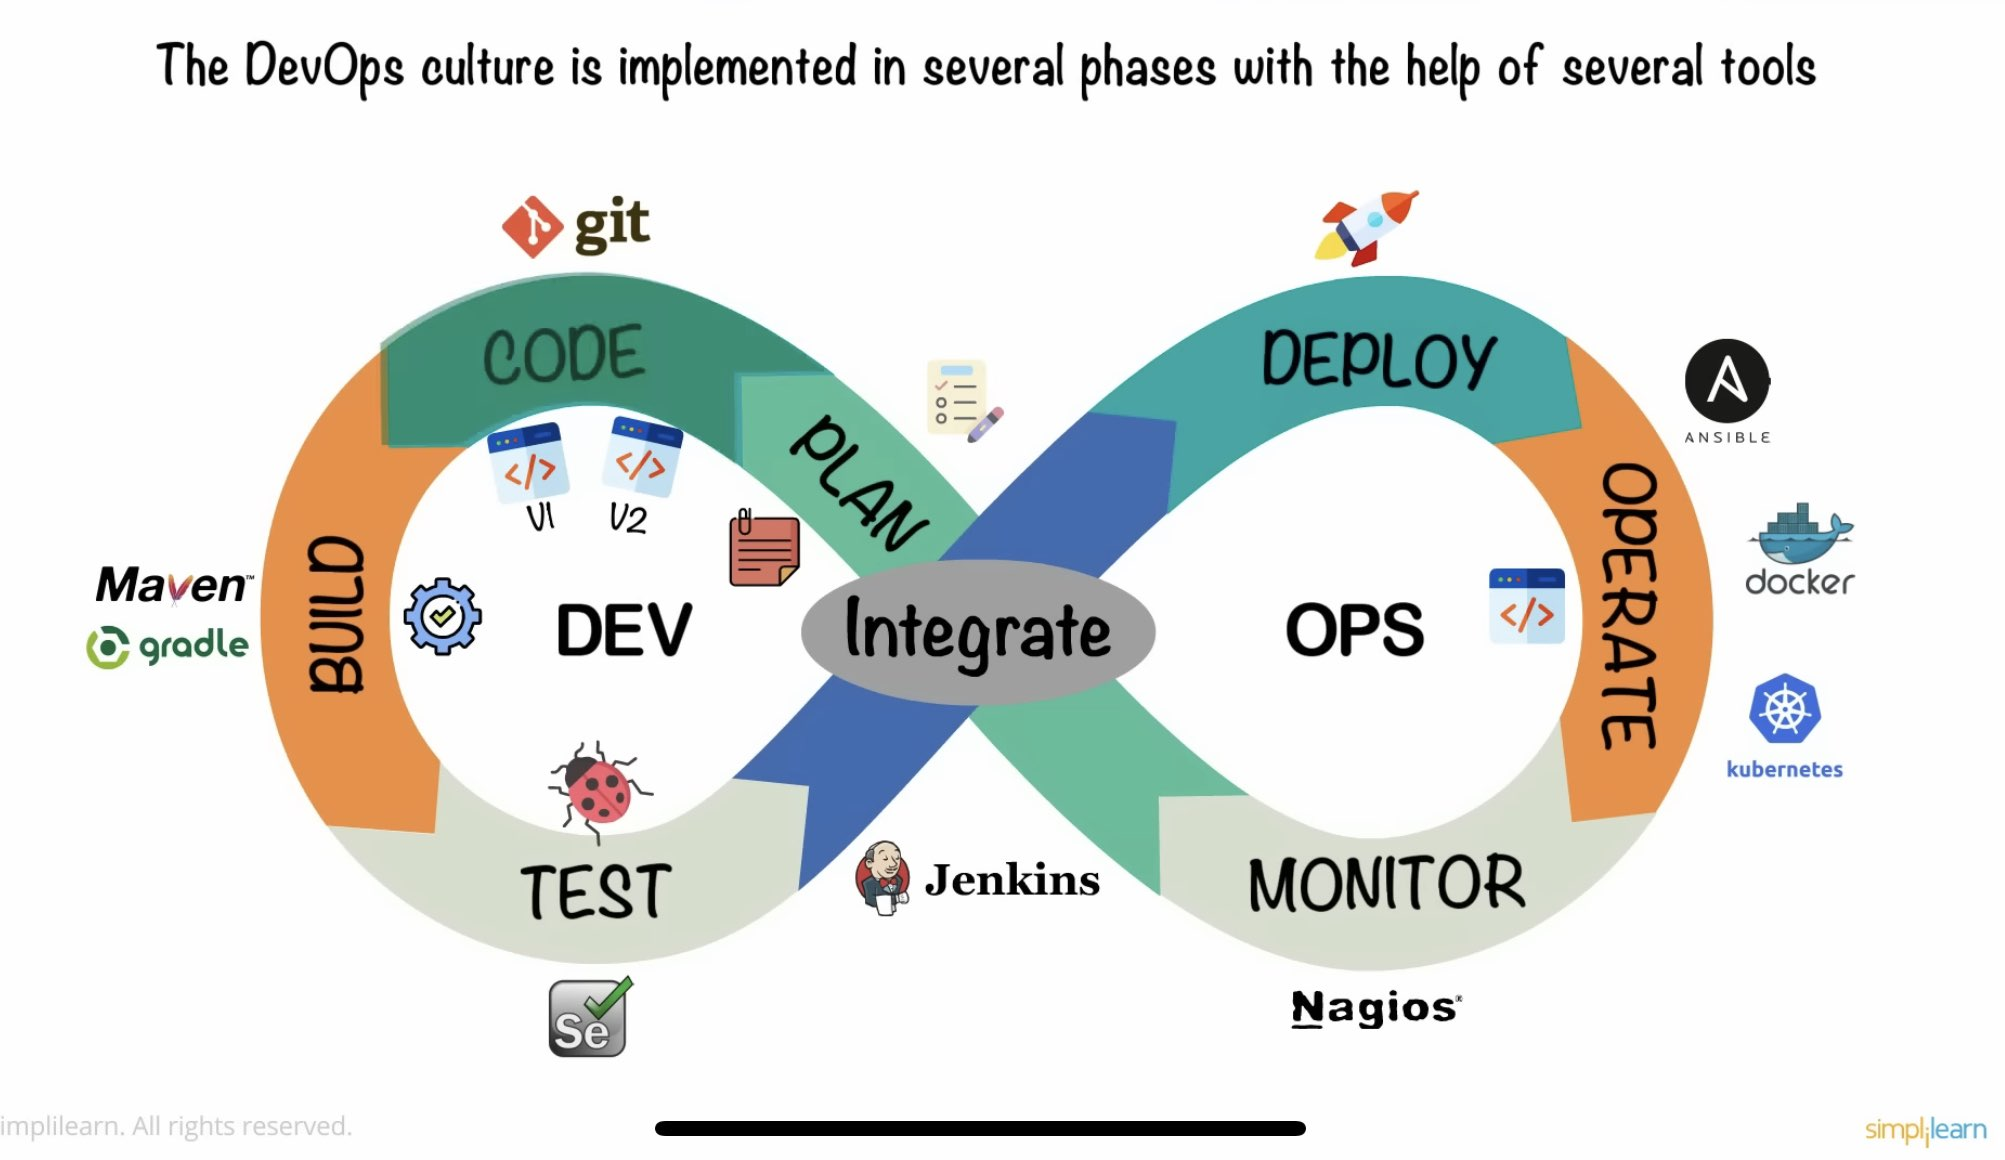 The DevOps culture is implemented in several phases with the help of several tools
git
CODE
DEPLOY
PLAN
</>
</>
V1
V2
ANSIBLE
OPERATE
docker
Maven™
gradle
BUILD
DEV
Integrate
OPS
</>
kubernetes
TEST
Jenkins
MONITOR
Se
Nagios®
implilearn. All rights reserved.
simplilearn